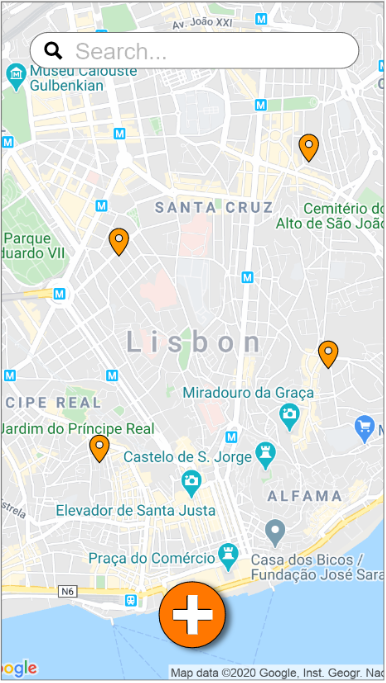 Av. João XXI
Search...
Museu Calouste
Gulbenkian
M
M
M
M
M
SANTA CRUZ
Cemitério do
Alto de São João
Parque
duardo VII
M
M
Lisbon
M
M
Miradouro da Graça
CIPE REAL
Jardim do Príncipe Real
M
Castelo de S. Jorge
ALFAMA
Estrela
Elevador de Santa Justa
Praça do Comércio
Casa dos Bicos /
Fundação José Sara
N6
ogle
Map data ©2020 Google, Inst. Geogr. Nac